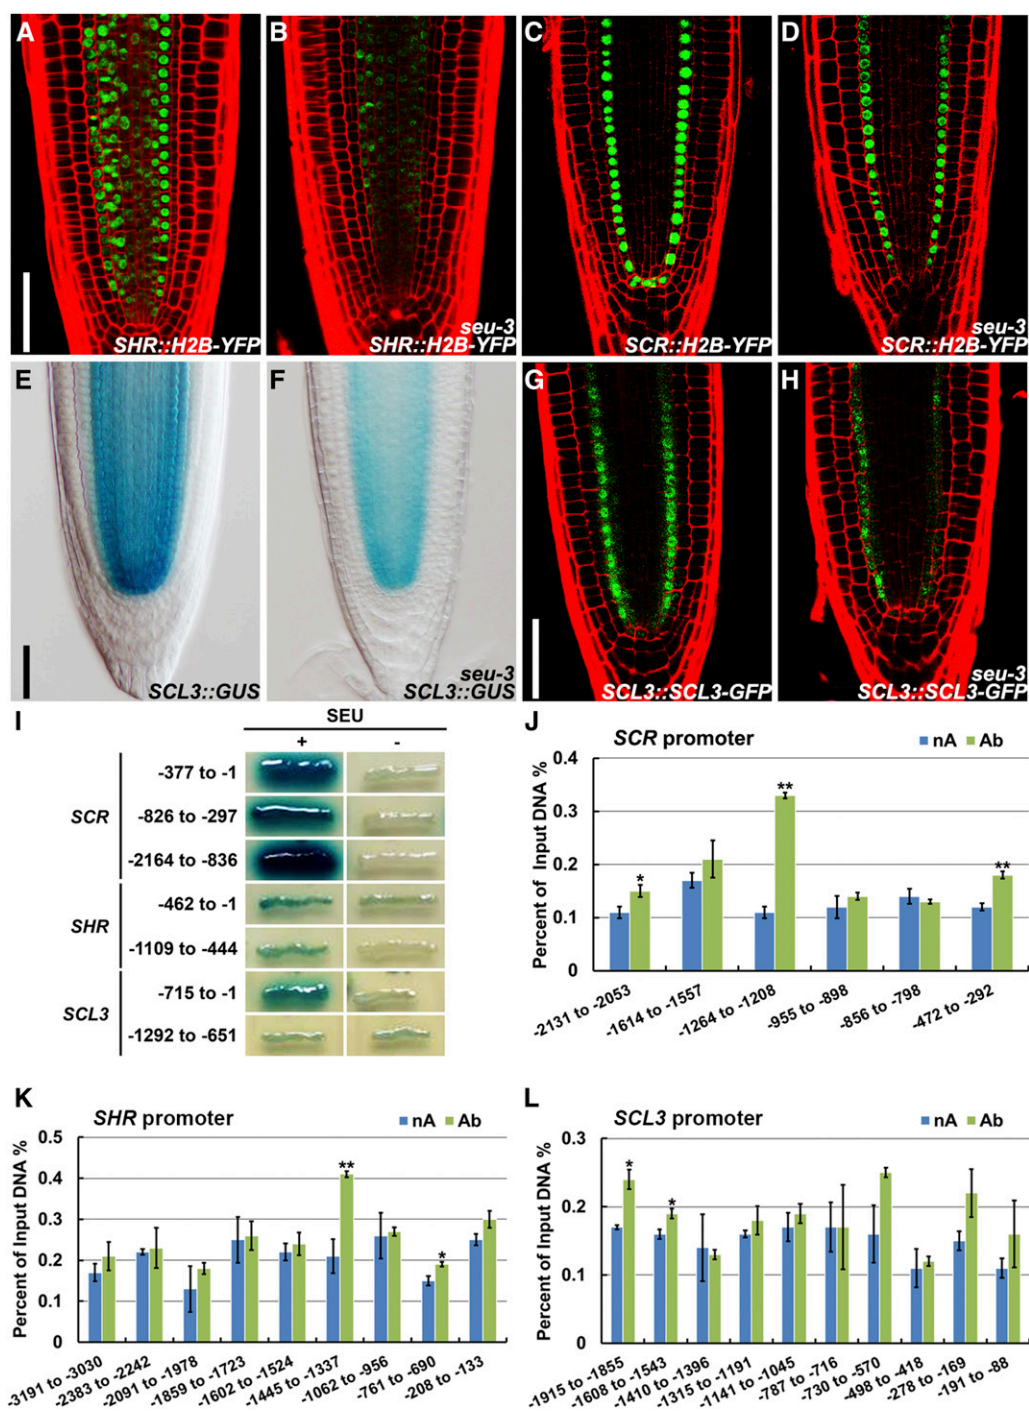 A
SHR::H2B-YFP
B
seu-3
SHR::H2B-YFP
C
SCR::H2B-YFP
D
seu-3
SCR::H2B-YFP
E
SCL3::GUS
F
seu-3
SCL3::GUS
G
SCL3::SCL3-GFP
H
seu-3
SCL3::SCL3-GFP
I
SEU
+ -
SCR
-377 to -1
-826 to -297
-2164 to -836
SHR
-462 to -1
-1109 to -444
SCL3
-715 to -1
-1292 to -651
J
SCR promoter
nA Ab
Percent of Input DNA %
0.4
0.3
0.2
0.1
0
*
**
**
-2131 to -2053
-1614 to -1557
-1264 to -1208
-955 to -898
-856 to -798
-472 to -292
K
SHR promoter
nA Ab
Percent of Input DNA %
0.5
0.4
0.3
0.2
0.1
0
**
*
-3191 to -3030
-2383 to -2242
-2091 to -1978
-1859 to -1723
-1602 to -1524
-1445 to -1337
-1062 to -956
-761 to -690
-208 to -133
L
SCL3 promoter
nA Ab
Percent of Input DNA %
0.3
0.2
0.1
0
*
*
-1915 to -1855
-1608 to -1543
-1410 to -1396
-1315 to -1191
-1141 to -1045
-787 to -716
-730 to -570
-498 to -418
-278 to -169
-191 to -88